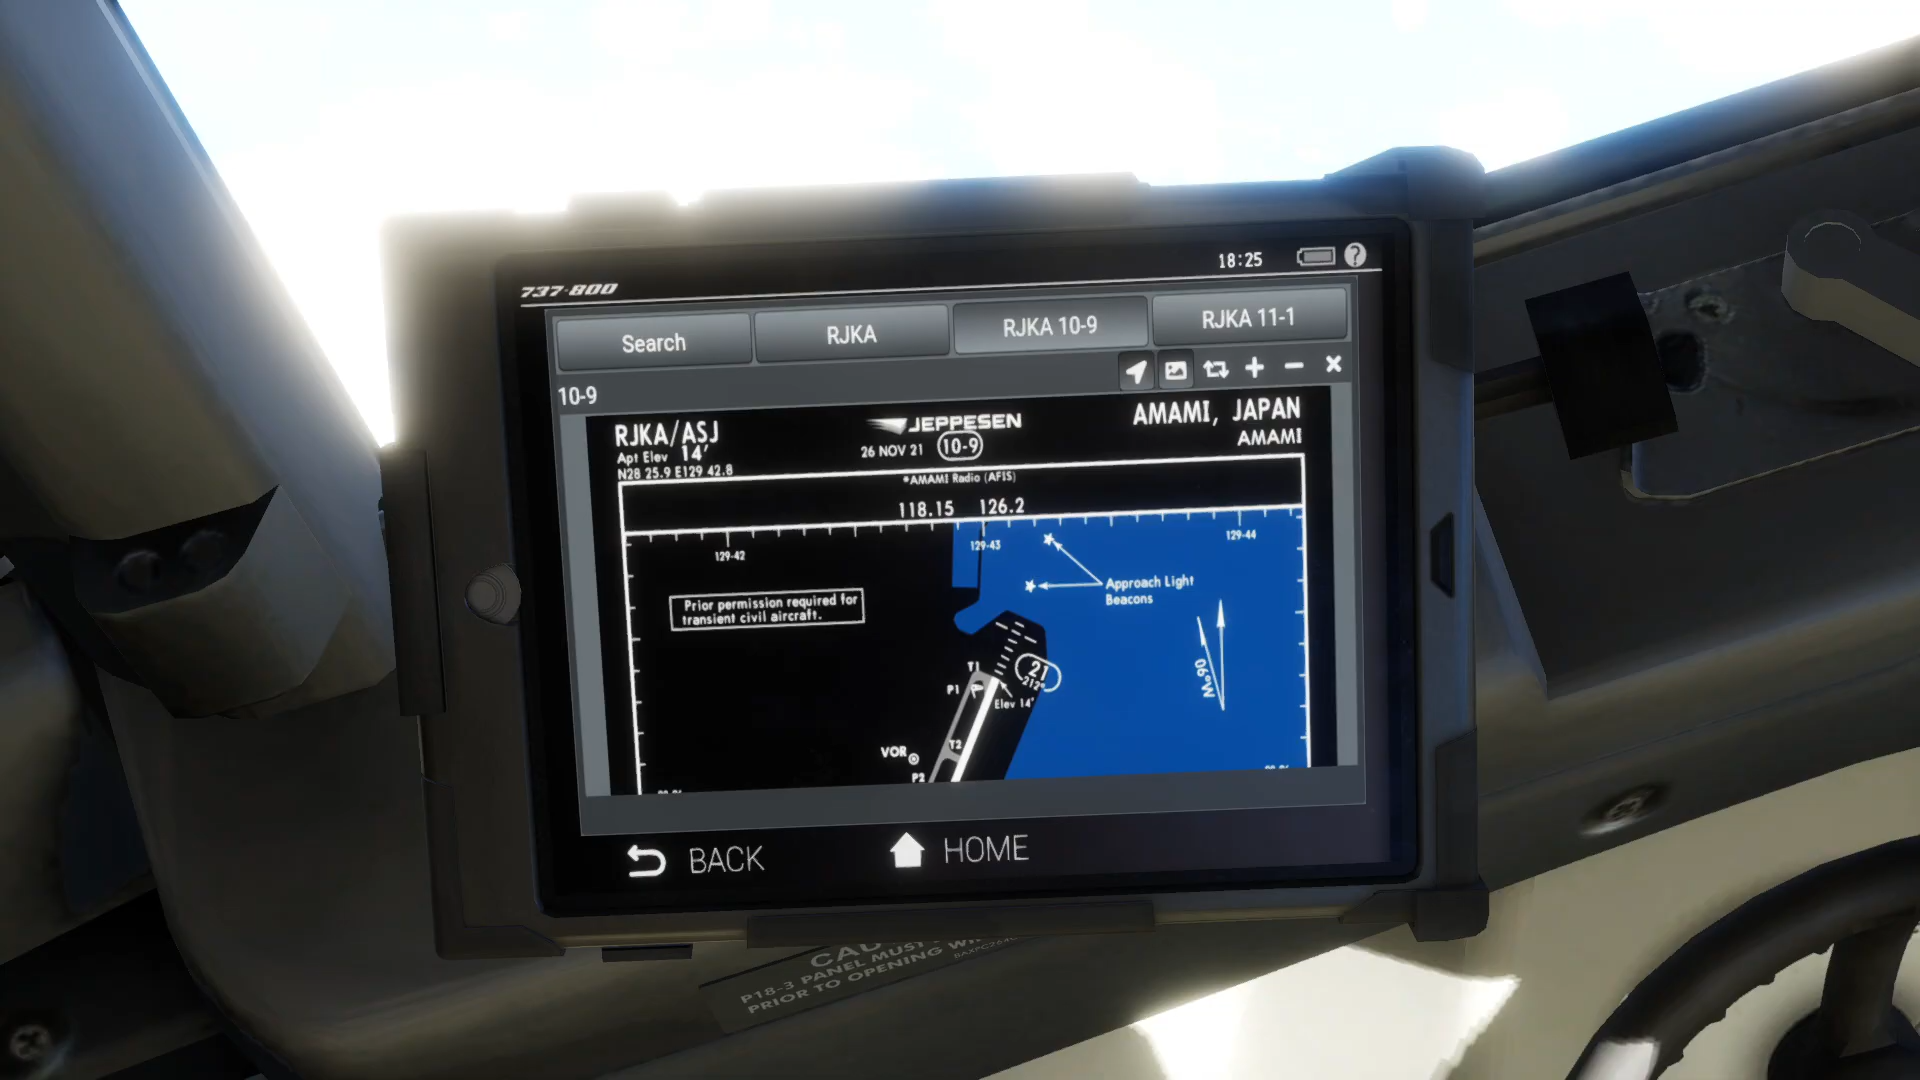 737-800
18:25
Search
RJKA
RJKA 10-9
RJKA 11-1
10-9
RJKA/ASJ
Apt Elev 14'
N28 25.9 E129 42.8
JEPPESEN
26 NOV 21 10-9
AMAMI, JAPAN
AMAMI
*AMAMI Radio (AFIS)
118.15 126.2
129-42
129-43
129-44
Approach Light
Beacons
Prior permission required for
transient civil aircraft.
06°W
T1
21
212°
P1
Elev 14'
T2
VOR
P2
BACK
HOME
P18-3 PANEL MUST
PRIOR TO OPENING